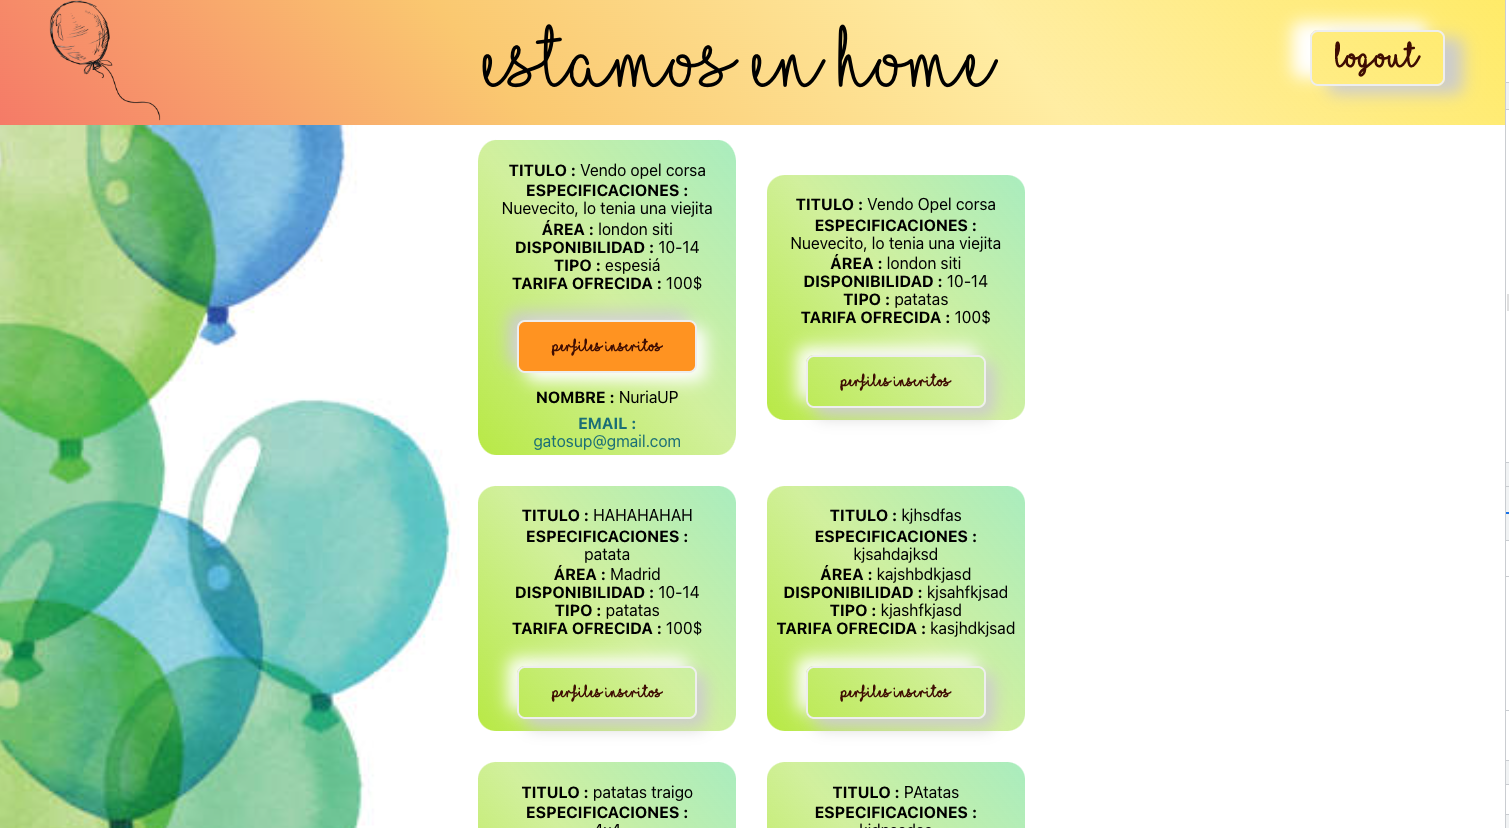 estamos en home
logout
TITULO : Vendo opel corsa
ESPECIFICACIONES :
Nuevecito, lo tenia una viejita
ÁREA : london siti
DISPONIBILIDAD : 10-14
TIPO : espesiá
TARIFA OFRECIDA : 100$
perfiles inscritos
NOMBRE : NuriaUP
EMAIL :
gatosup@gmail.com
TITULO : Vendo Opel corsa
ESPECIFICACIONES :
Nuevecito, lo tenia una viejita
ÁREA : london siti
DISPONIBILIDAD : 10-14
TIPO : patatas
TARIFA OFRECIDA : 100$
perfiles inscritos
TITULO : HAHAHAHAH
ESPECIFICACIONES :
patata
ÁREA : Madrid
DISPONIBILIDAD : 10-14
TIPO : patatas
TARIFA OFRECIDA : 100$
perfiles inscritos
TITULO : kjhsdfas
ESPECIFICACIONES :
kjsahdajksd
ÁREA : kajshbdkjasd
DISPONIBILIDAD : kjsahfkjsad
TIPO : kjashfkjasd
TARIFA OFRECIDA : kasjhdkjsad
perfiles inscritos
TITULO : patatas traigo
ESPECIFICACIONES :
TITULO : PAtatas
ESPECIFICACIONES :